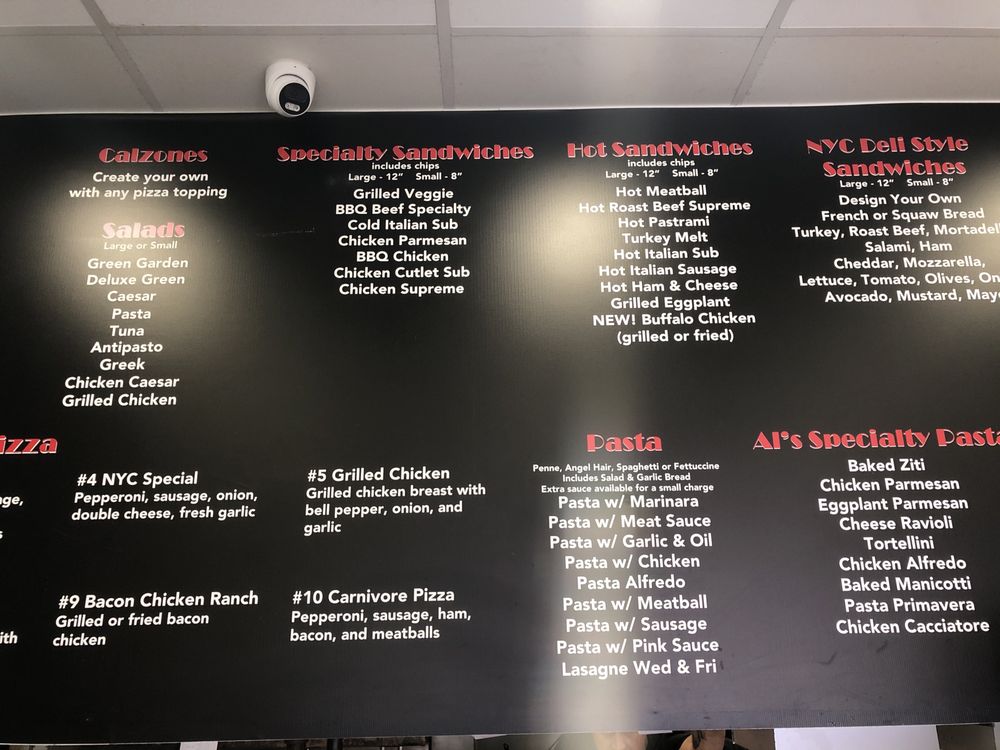 Calzones
Create your own
with any pizza topping
Salads
Large or Small
Green Garden
Deluxe Green
Caesar
Pasta
Tuna
Antipasto
Greek
Chicken Caesar
Grilled Chicken
Specialty Sandwiches
includes chips
Large - 12" Small - 8"
Grilled Veggie
BBQ Beef Specialty
Cold Italian Sub
Chicken Parmesan
BBQ Chicken
Chicken Cutlet Sub
Chicken Supreme
Hot Sandwiches
includes chips
Large - 12" Small - 8"
Hot Meatball
Hot Roast Beef Supreme
Hot Pastrami
Turkey Melt
Hot Italian Sub
Hot Italian Sausage
Hot Ham & Cheese
Grilled Eggplant
NEW! Buffalo Chicken
(grilled or fried)
NYC Deli Style
Sandwiches
Large - 12" Small - 8"
Design Your Own
French or Squaw Bread
Turkey, Roast Beef, Mortadel
Salami, Ham
Cheddar, Mozzarella,
Lettuce, Tomato, Olives, On
Avocado, Mustard, May
izza
#4 NYC Special
Pepperoni, sausage, onion,
double cheese, fresh garlic
#5 Grilled Chicken
Grilled chicken breast with
bell pepper, onion, and
garlic
#9 Bacon Chicken Ranch
Grilled or fried bacon
chicken
#10 Carnivore Pizza
Pepperoni, sausage, ham,
bacon, and meatballs
Pasta
Penne, Angel Hair, Spaghetti or Fettuccine
Includes Salad & Garlic Bread
Extra sauce available for a small charge
Pasta w/ Marinara
Pasta w/ Meat Sauce
Pasta w/ Garlic & Oil
Pasta w/ Chicken
Pasta Alfredo
Pasta w/ Meatball
Pasta w/ Sausage
Pasta w/ Pink Sauce
Lasagne Wed & Fri
Al's Specialty Pasta
Baked Ziti
Chicken Parmesan
Eggplant Parmesan
Cheese Ravioli
Tortellini
Chicken Alfredo
Baked Manicotti
Pasta Primavera
Chicken Cacciatore